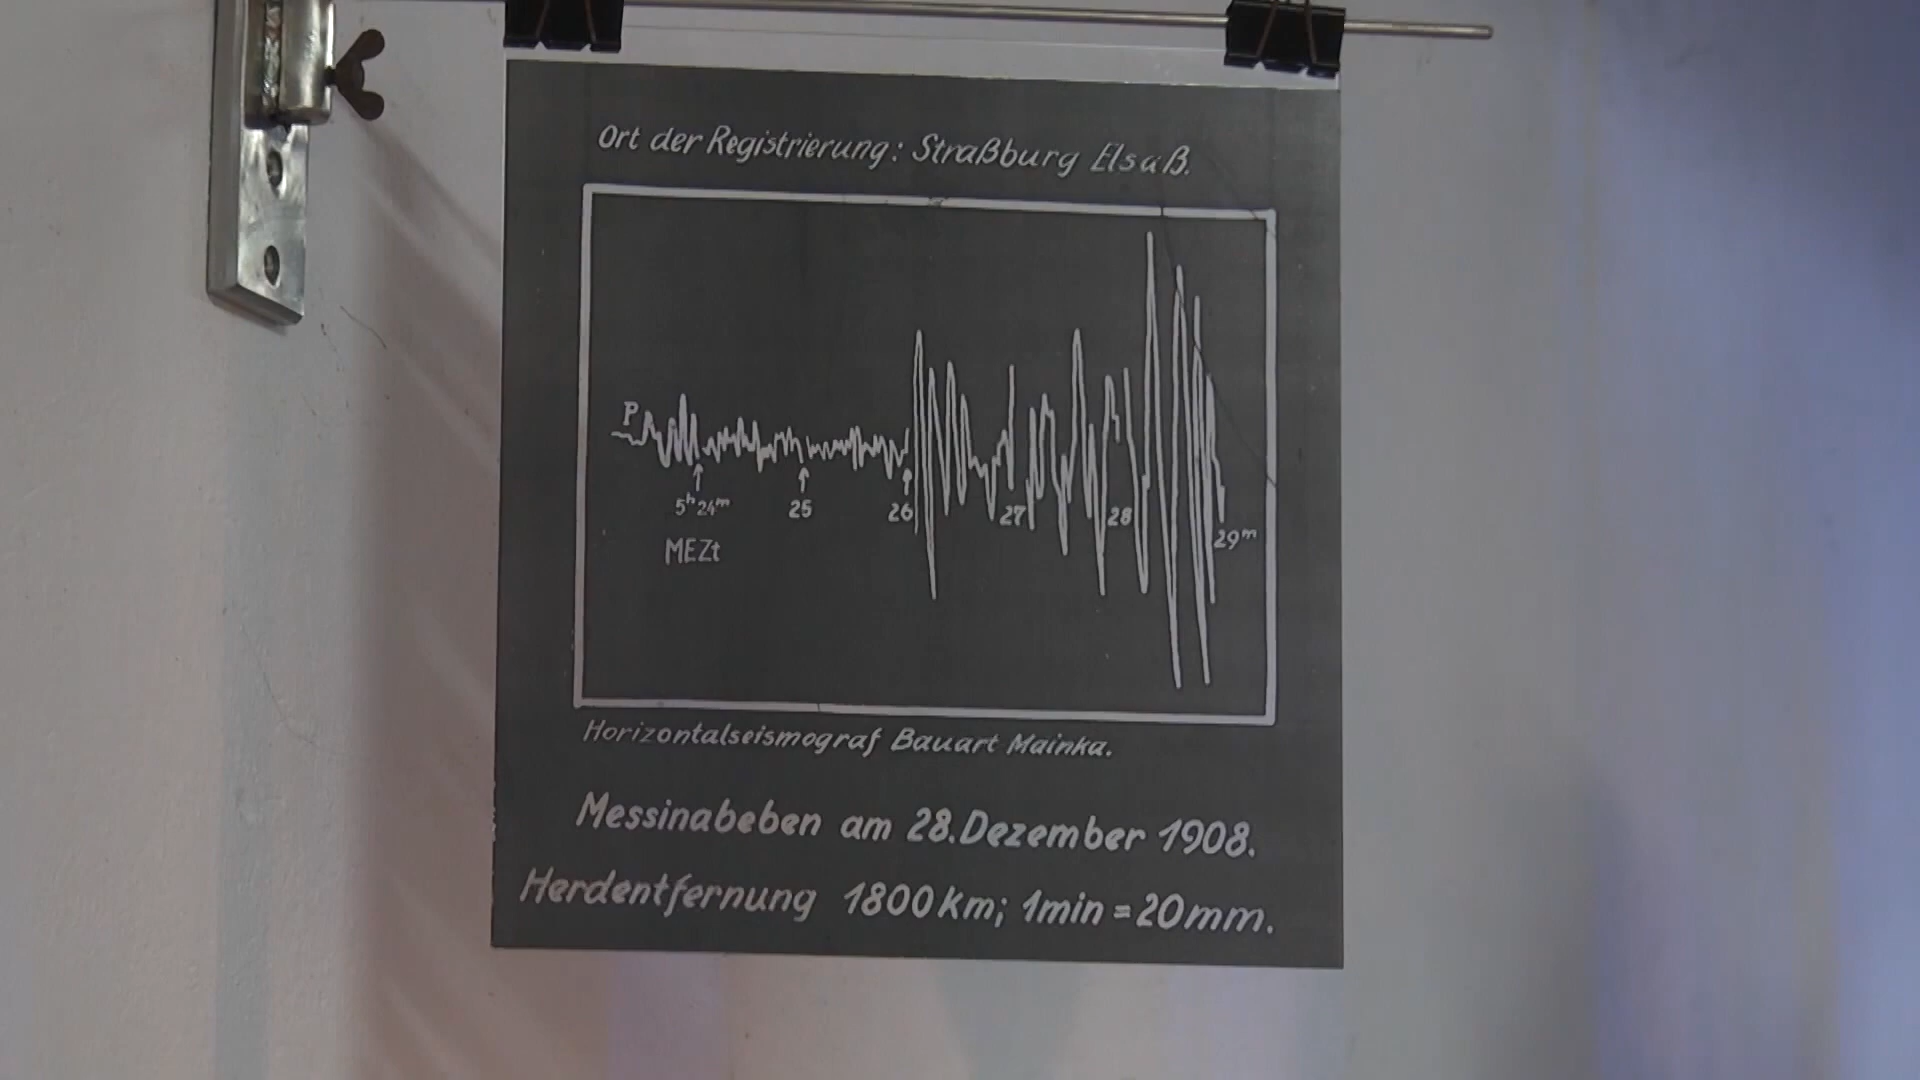 Ort der Registrierung: Straßburg Elsaß.
P
5ʰ24ᵐ 25 26 27 28 29ᵐ
MEZt
Horizontalseismograf Bauart Mainka.
Messinabeben am 28. Dezember 1908.
Herdentfernung 1800km; 1min = 20mm.